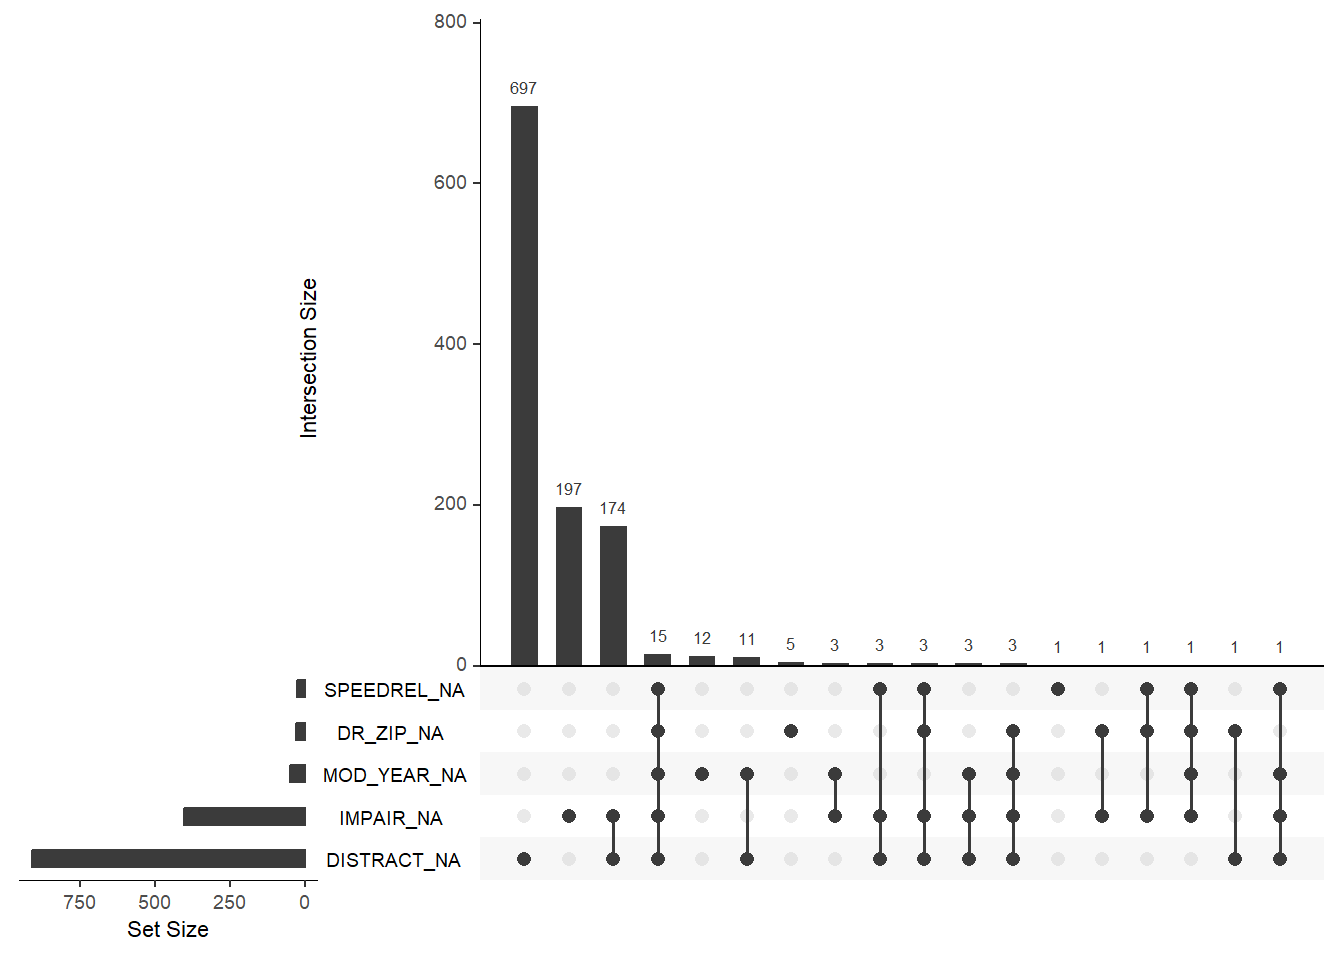 800
697
600
Intersection Size
400
200
197
174
0
15
12
11
5
3
3
3
3
3
1
1
1
1
1
1
SPEEDREL_NA
DR_ZIP_NA
MOD_YEAR_NA
IMPAIR_NA
DISTRACT_NA
750 500 250 0
Set Size